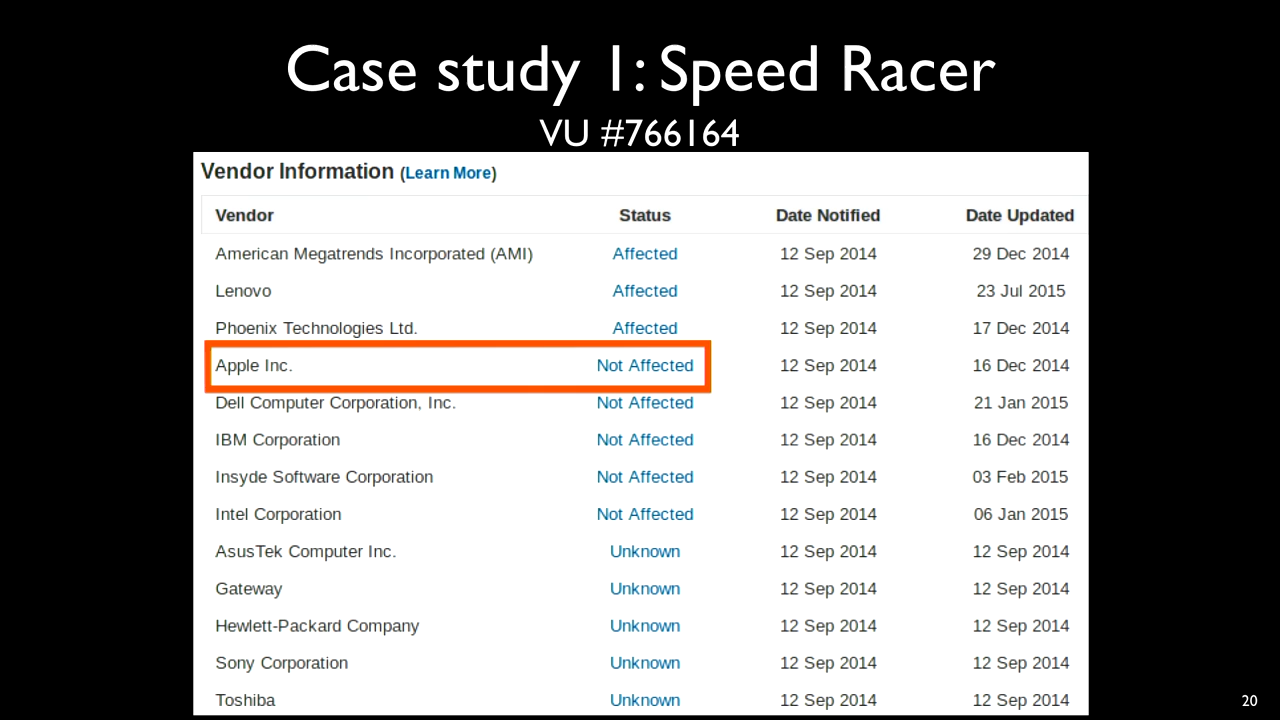 Case study 1: Speed Racer
VU #766164
Vendor Information (Learn More)
Vendor Status Date Notified Date Updated
American Megatrends Incorporated (AMI) Affected 12 Sep 2014 29 Dec 2014
Lenovo Affected 12 Sep 2014 23 Jul 2015
Phoenix Technologies Ltd. Affected 12 Sep 2014 17 Dec 2014
Apple Inc. Not Affected 12 Sep 2014 16 Dec 2014
Dell Computer Corporation, Inc. Not Affected 12 Sep 2014 21 Jan 2015
IBM Corporation Not Affected 12 Sep 2014 16 Dec 2014
Insyde Software Corporation Not Affected 12 Sep 2014 03 Feb 2015
Intel Corporation Not Affected 12 Sep 2014 06 Jan 2015
AsusTek Computer Inc. Unknown 12 Sep 2014 12 Sep 2014
Gateway Unknown 12 Sep 2014 12 Sep 2014
Hewlett-Packard Company Unknown 12 Sep 2014 12 Sep 2014
Sony Corporation Unknown 12 Sep 2014 12 Sep 2014
Toshiba Unknown 12 Sep 2014 12 Sep 2014
20